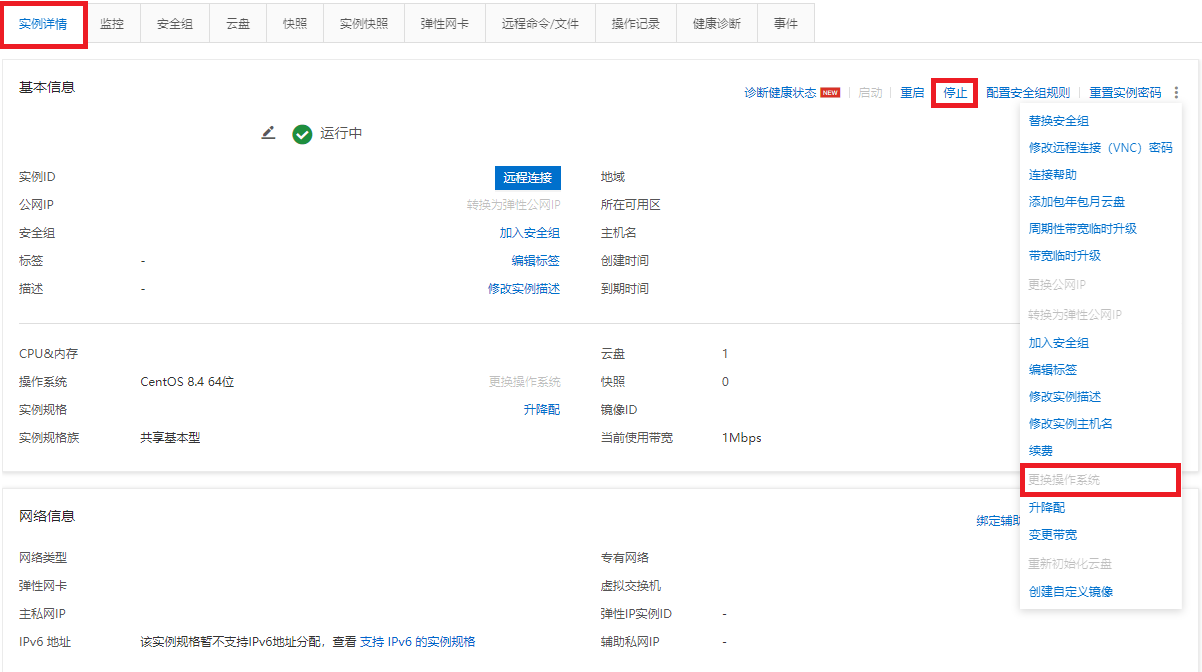 实例详情 监控 安全组 云盘 快照 实例快照 弹性网卡 远程命令/文件 操作记录 健康诊断 事件
基本信息
诊断健康状态 NEW 启动 重启 停止 配置安全组规则 重置实例密码
运行中
实例ID 远程连接 地域
公网IP 转换为弹性公网IP 所在可用区
安全组 加入安全组 主机名
标签 - 编辑标签 创建时间
描述 - 修改实例描述 到期时间
CPU&内存 云盘 1
操作系统 CentOS 8.4 64位 更换操作系统 快照 0
实例规格 升降配 镜像ID
实例规格族 共享基本型 当前使用带宽 1Mbps
替换安全组
修改远程连接（VNC）密码
连接帮助
添加包年包月云盘
周期性带宽临时升级
带宽临时升级
更换公网IP
转换为弹性公网IP
加入安全组
编辑标签
修改实例描述
修改实例主机名
续费
更换操作系统
升降配
变更带宽
重新初始化云盘
创建自定义镜像
网络信息 绑定辅助
网络类型 专有网络
弹性网卡 虚拟交换机
主私网IP 弹性IP实例ID -
IPv6 地址 该实例规格暂不支持IPv6地址分配，查看 支持 IPv6 的实例规格 辅助私网IP -